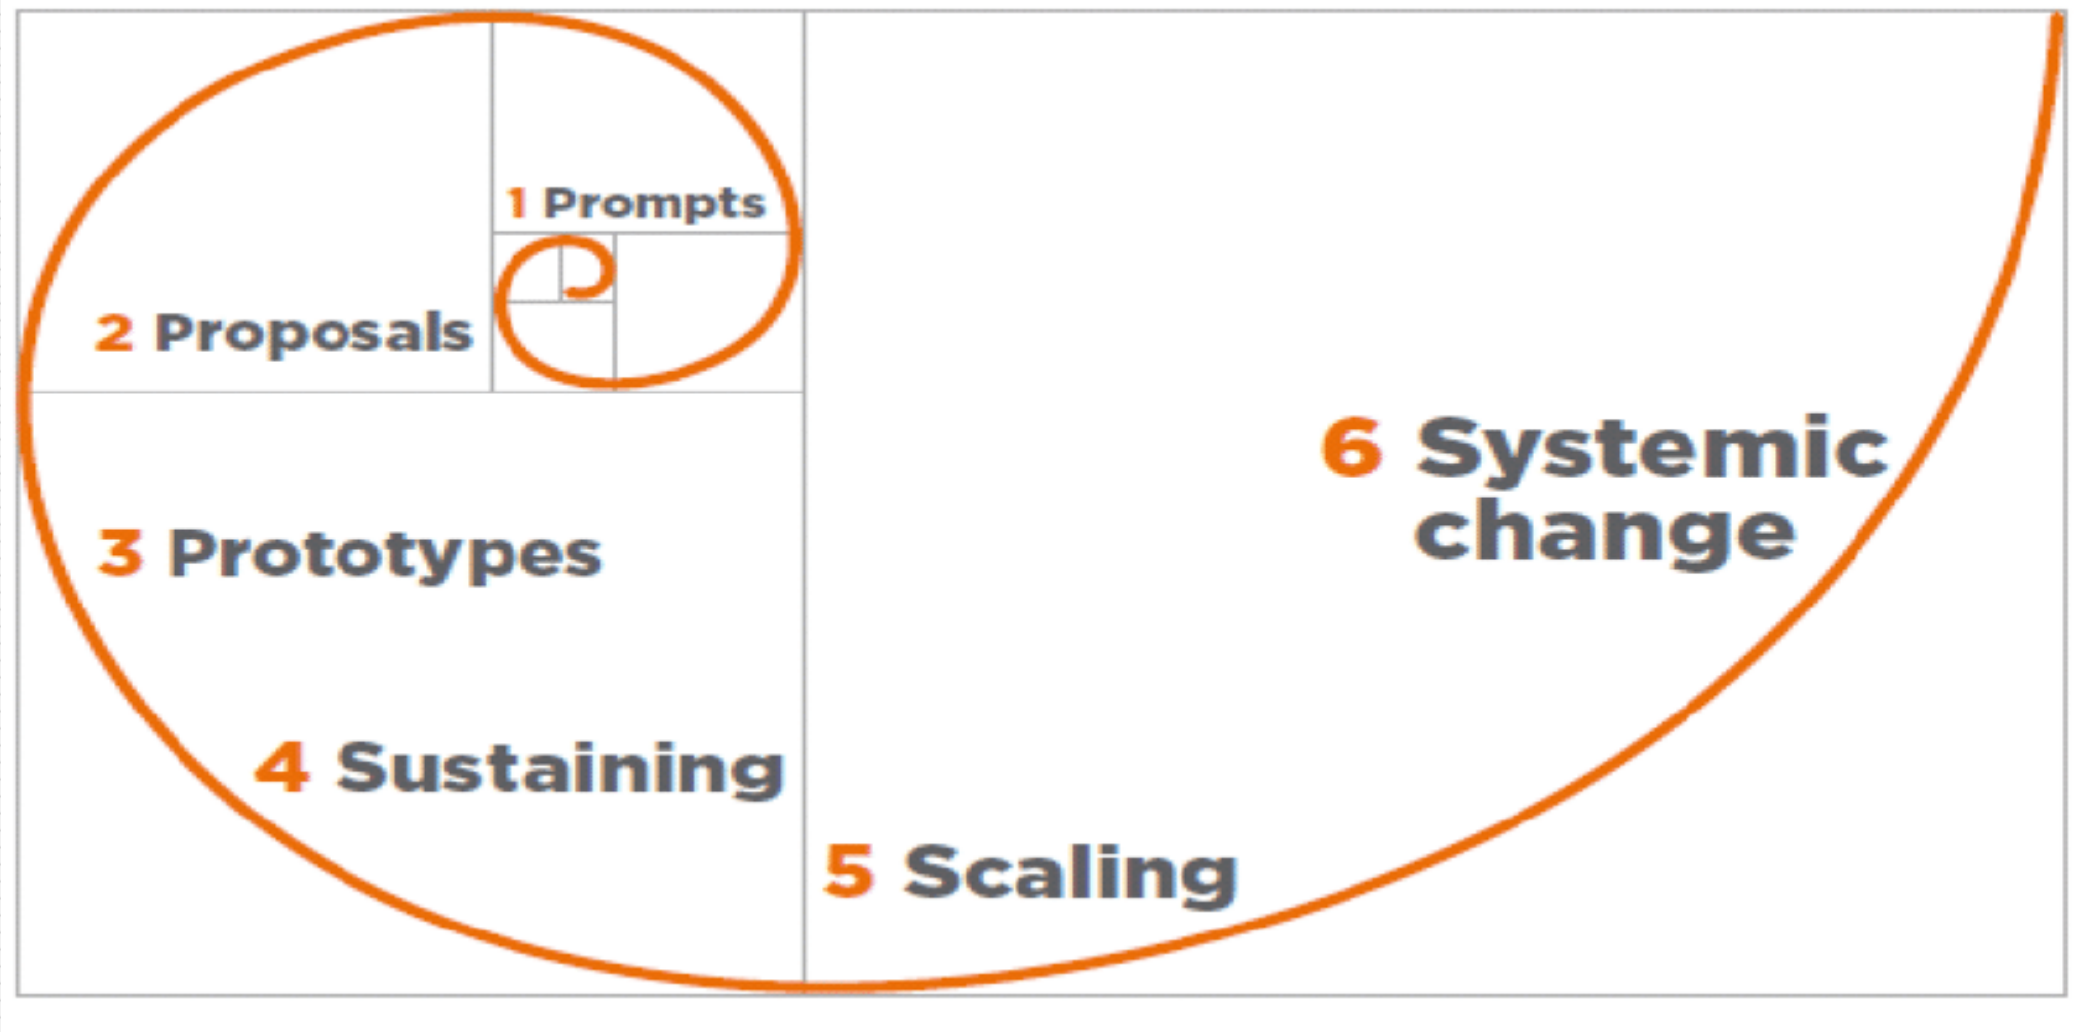 1 Prompts
2 Proposals
3 Prototypes
4 Sustaining
5 Scaling
6 Systemic
change